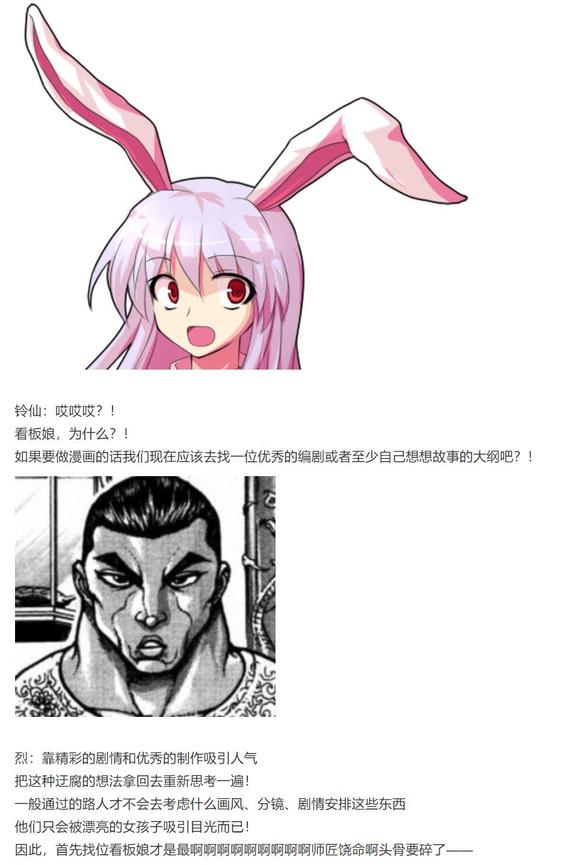 铃仙：哎哎哎？！
看板娘，为什么？！
如果要做漫画的话我们现在应该去找一位优秀的编剧或者至少自己想想故事的大纲吧？！
烈：靠精彩的剧情和优秀的制作吸引人气
把这种迂腐的想法拿回去重新思考一遍！
一般通过的路人才不会去考虑什么画风、分镜、剧情安排这些东西
他们只会被漂亮的女孩子吸引目光而已！
因此，首先找位看板娘才是最啊啊啊啊啊啊啊啊啊师匠饶命啊头骨要碎了——